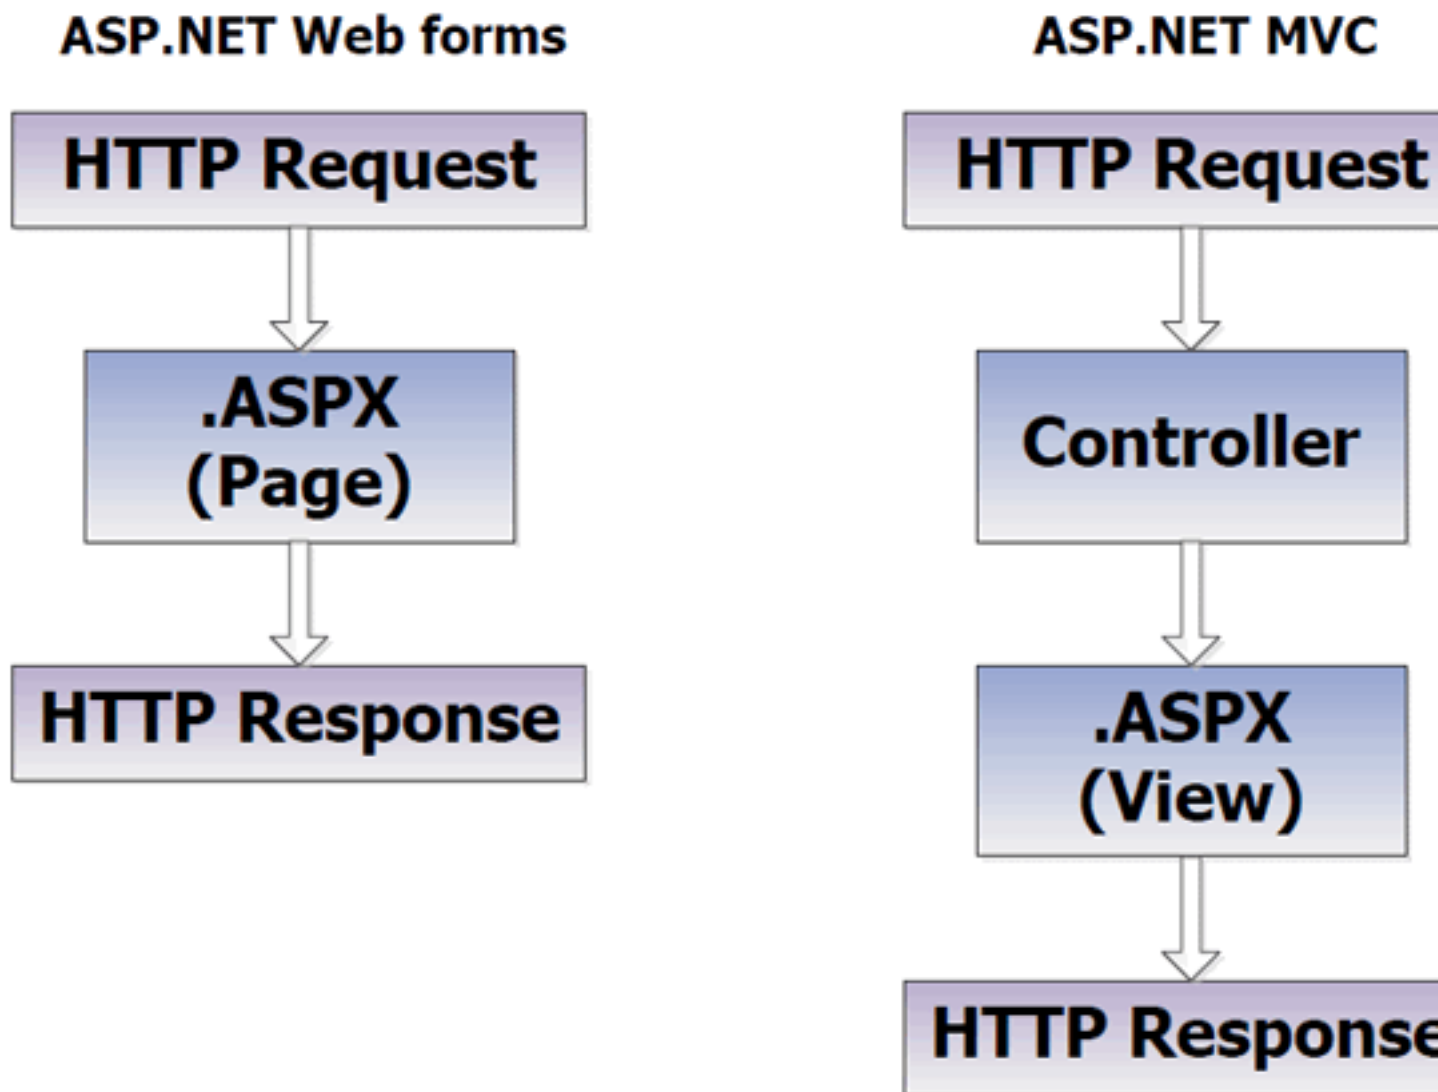 ASP.NET Web forms
HTTP Request
.ASPX
(Page)
HTTP Response
ASP.NET MVC
HTTP Request
Controller
.ASPX
(View)
HTTP Response